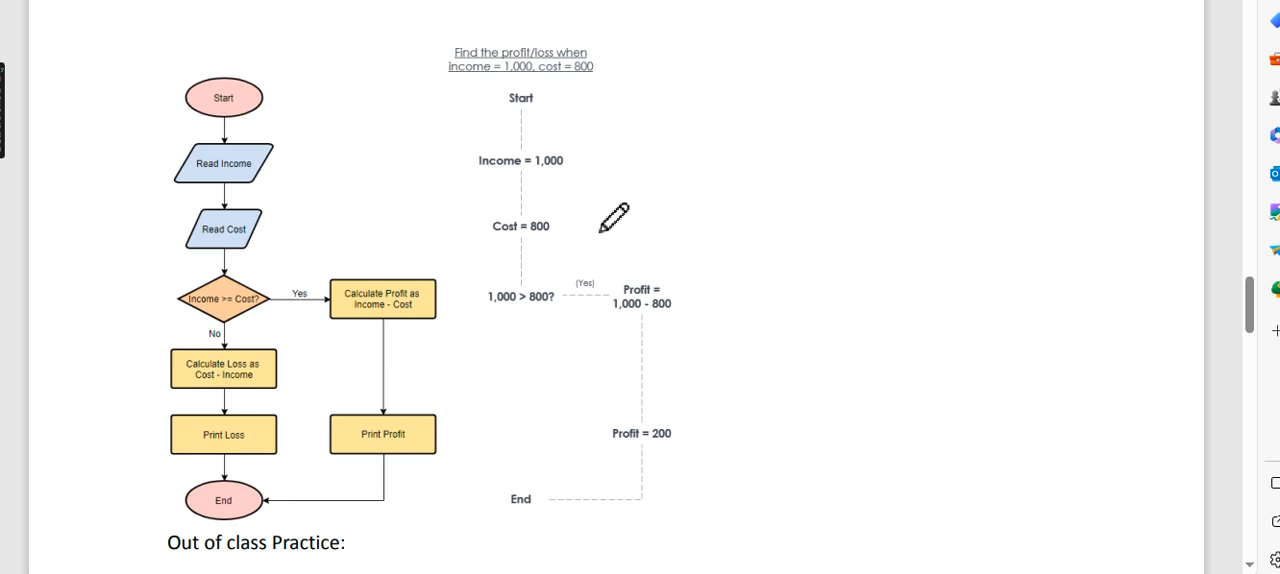 Find the profit/loss when
income = 1,000, cost = 800
Start
Read Income
Read Cost
Income >= Cost?
Yes
Calculate Profit as
Income - Cost
No
Calculate Loss as
Cost - Income
Print Loss
Print Profit
End
Start
Income = 1,000
Cost = 800
1,000 > 800?
(Yes)
Profit =
1,000 - 800
Profit = 200
End
Out of class Practice: